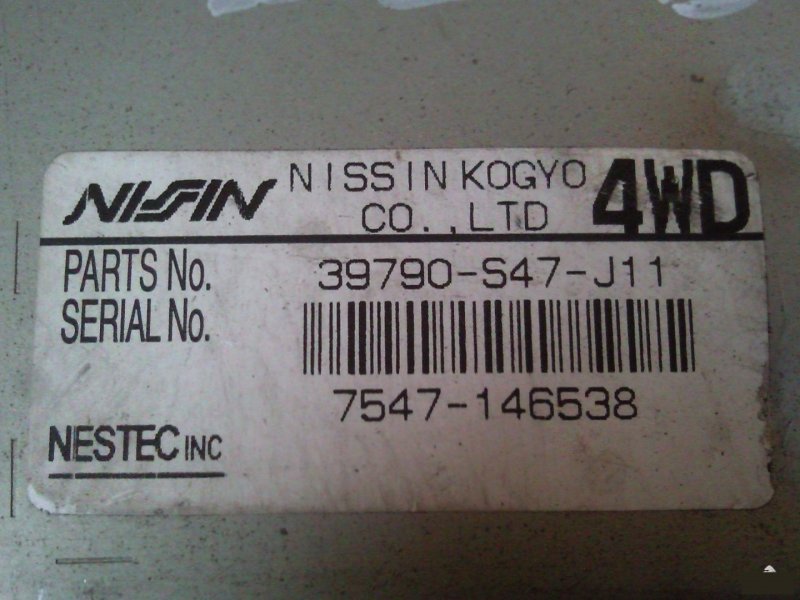 NISSIN NISSIN KOGYO CO.,LTD 4WD
PARTS No. 39790-S47-J11
SERIAL No.
7547-146538
NESTEC INC